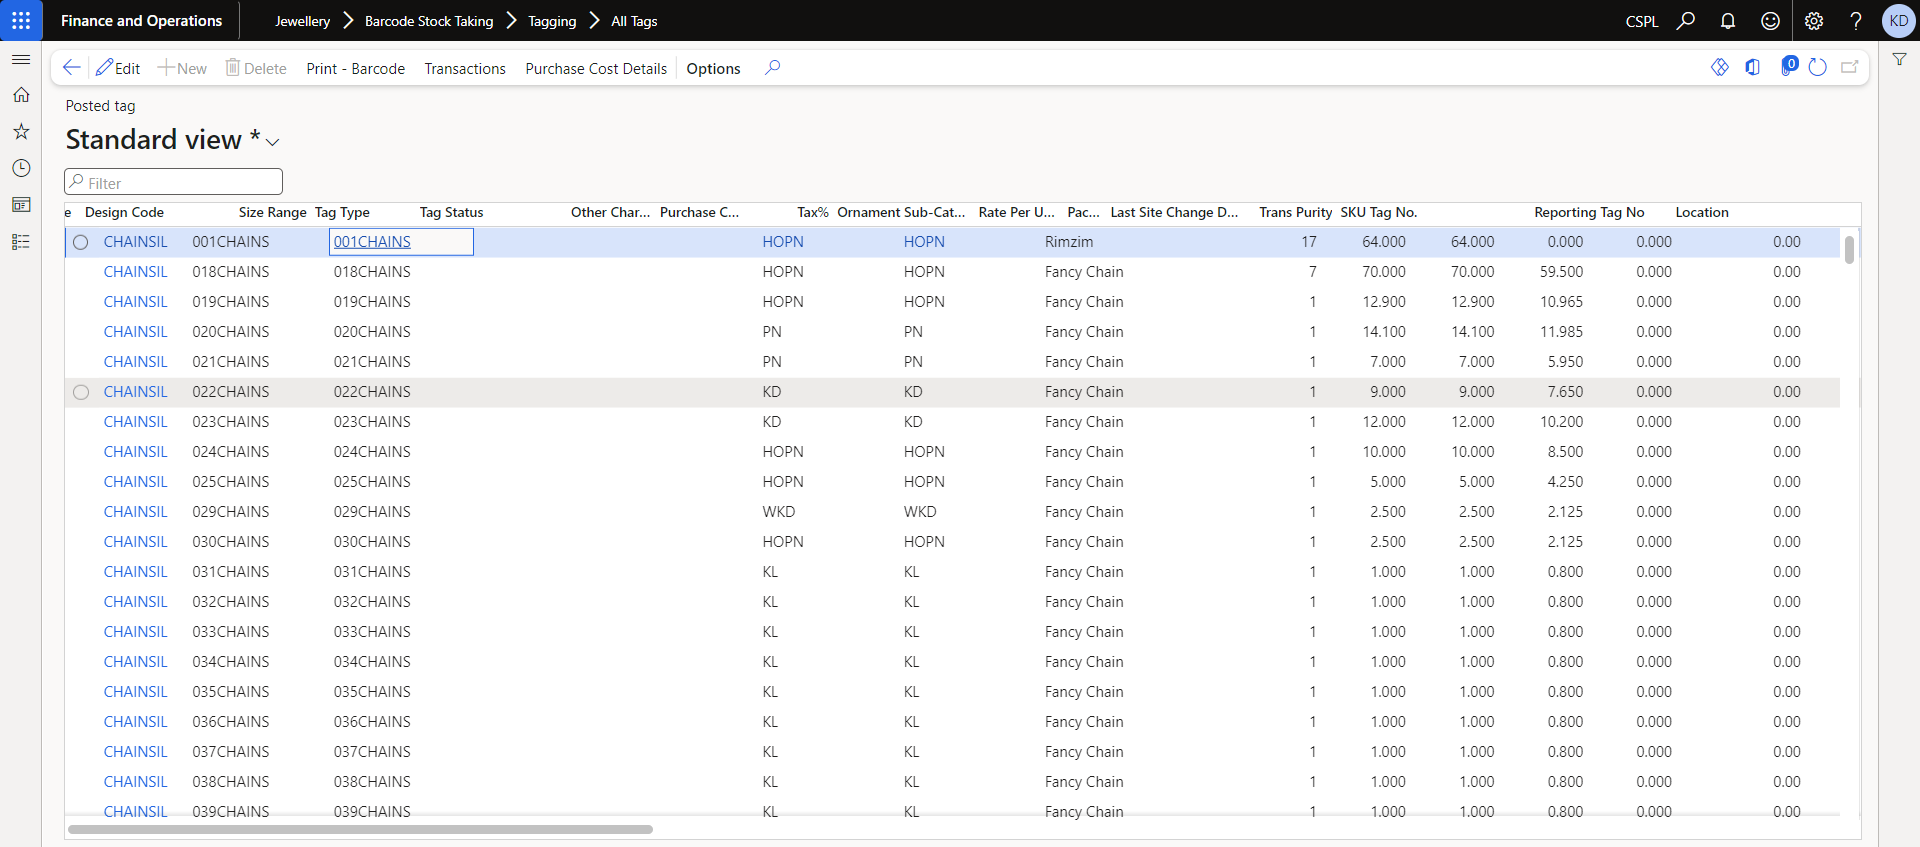 Finance and Operations Jewellery Barcode Stock Taking Tagging All Tags CSPL KD
Edit New Delete Print - Barcode Transactions Purchase Cost Details Options 0
Posted tag
Standard view *
Filter
e Design Code Size Range Tag Type Tag Status Other Char... Purchase C... Tax% Ornament Sub-Cat... Rate Per U... Pac... Last Site Change D... Trans Purity SKU Tag No. Reporting Tag No Location
CHAINSIL 001CHAINS 001CHAINS HOPN HOPN Rimzim 17 64.000 64.000 0.000 0.000 0.00
CHAINSIL 018CHAINS 018CHAINS HOPN HOPN Fancy Chain 7 70.000 70.000 59.500 0.000 0.00
CHAINSIL 019CHAINS 019CHAINS HOPN HOPN Fancy Chain 1 12.900 12.900 10.965 0.000 0.00
CHAINSIL 020CHAINS 020CHAINS PN PN Fancy Chain 1 14.100 14.100 11.985 0.000 0.00
CHAINSIL 021CHAINS 021CHAINS PN PN Fancy Chain 1 7.000 7.000 5.950 0.000 0.00
CHAINSIL 022CHAINS 022CHAINS KD KD Fancy Chain 1 9.000 9.000 7.650 0.000 0.00
CHAINSIL 023CHAINS 023CHAINS KD KD Fancy Chain 1 12.000 12.000 10.200 0.000 0.00
CHAINSIL 024CHAINS 024CHAINS HOPN HOPN Fancy Chain 1 10.000 10.000 8.500 0.000 0.00
CHAINSIL 025CHAINS 025CHAINS HOPN HOPN Fancy Chain 1 5.000 5.000 4.250 0.000 0.00
CHAINSIL 029CHAINS 029CHAINS WKD WKD Fancy Chain 1 2.500 2.500 2.125 0.000 0.00
CHAINSIL 030CHAINS 030CHAINS HOPN HOPN Fancy Chain 1 2.500 2.500 2.125 0.000 0.00
CHAINSIL 031CHAINS 031CHAINS KL KL Fancy Chain 1 1.000 1.000 0.800 0.000 0.00
CHAINSIL 032CHAINS 032CHAINS KL KL Fancy Chain 1 1.000 1.000 0.800 0.000 0.00
CHAINSIL 033CHAINS 033CHAINS KL KL Fancy Chain 1 1.000 1.000 0.800 0.000 0.00
CHAINSIL 034CHAINS 034CHAINS KL KL Fancy Chain 1 1.000 1.000 0.800 0.000 0.00
CHAINSIL 035CHAINS 035CHAINS KL KL Fancy Chain 1 1.000 1.000 0.800 0.000 0.00
CHAINSIL 036CHAINS 036CHAINS KL KL Fancy Chain 1 1.000 1.000 0.800 0.000 0.00
CHAINSIL 037CHAINS 037CHAINS KL KL Fancy Chain 1 1.000 1.000 0.800 0.000 0.00
CHAINSIL 038CHAINS 038CHAINS KL KL Fancy Chain 1 1.000 1.000 0.800 0.000 0.00
CHAINSIL 039CHAINS 039CHAINS KL KL Fancy Chain 1 1.000 1.000 0.800 0.000 0.00